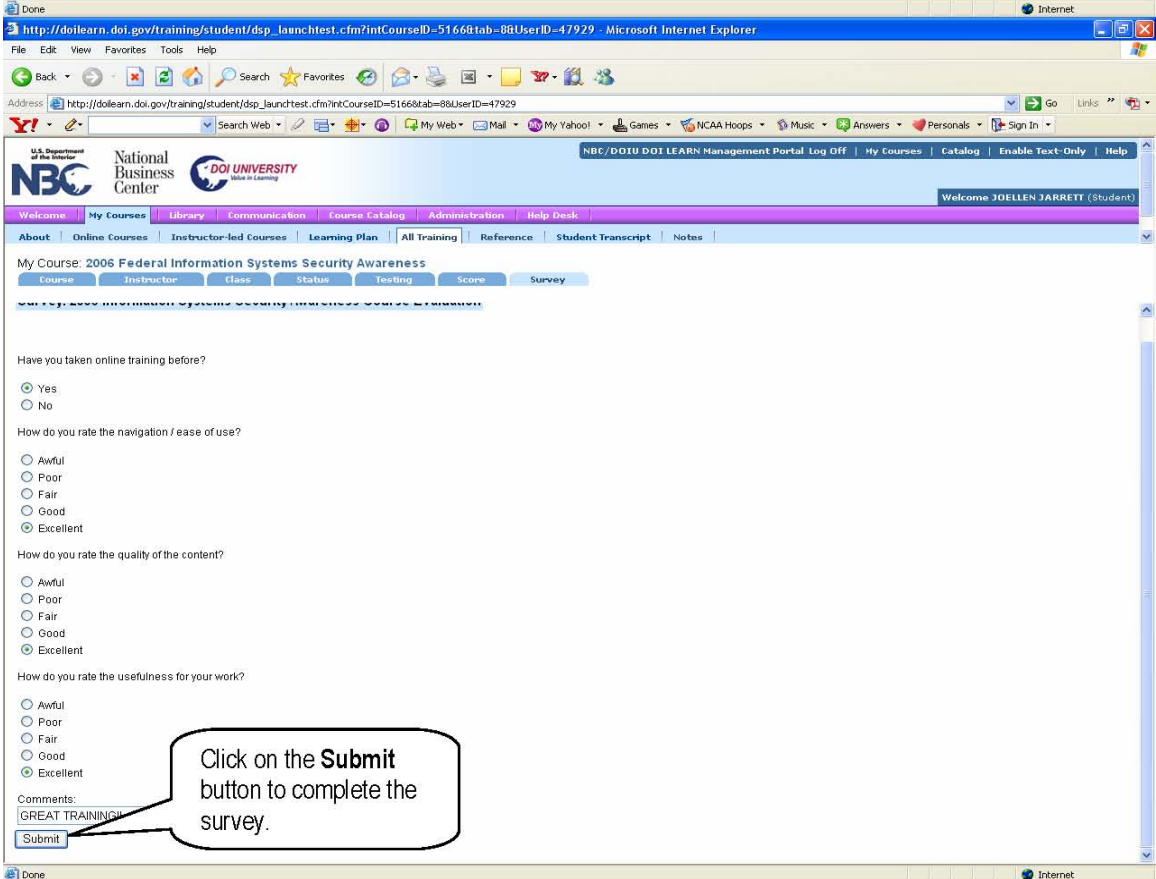 Done Internet
http://doilearn.doi.gov/training/student/dsp_launchtest.cfm?intCourseID=5166&tab=8&UserID=47929 - Microsoft Internet Explorer
File Edit View Favorites Tools Help
Back Search Favorites
Address http://doilearn.doi.gov/training/student/dsp_launchtest.cfm?intCourseID=5166&tab=8&UserID=47929 Go Links »
Y! Search Web My Web Mail My Yahoo! Games NCAA Hoops Music Answers Personals Sign In
NBC/DOIU DOI LEARN Management Portal Log Off | My Courses | Catalog | Enable Text-Only | Help
U.S. Department
of the Interior
NBC
National
Business
Center
DOI UNIVERSITY
Value in Learning
Welcome JOELLEN JARRETT (Student)
Welcome My Courses Library Communication Course Catalog Administration Help Desk
About Online Courses Instructor-led Courses Learning Plan All Training Reference Student Transcript Notes
My Course: 2006 Federal Information Systems Security Awareness
Course Instructor Class Status Testing Score Survey
Survey: 2006 Information Systems Security Awareness Course Evaluation
Have you taken online training before?
Yes
No
How do you rate the navigation / ease of use?
Awful
Poor
Fair
Good
Excellent
How do you rate the quality of the content?
Awful
Poor
Fair
Good
Excellent
How do you rate the usefulness for your work?
Awful
Poor
Fair
Good
Excellent
Comments:
GREAT TRAINING!!
Submit
Click on the Submit
button to complete the
survey.
Done Internet